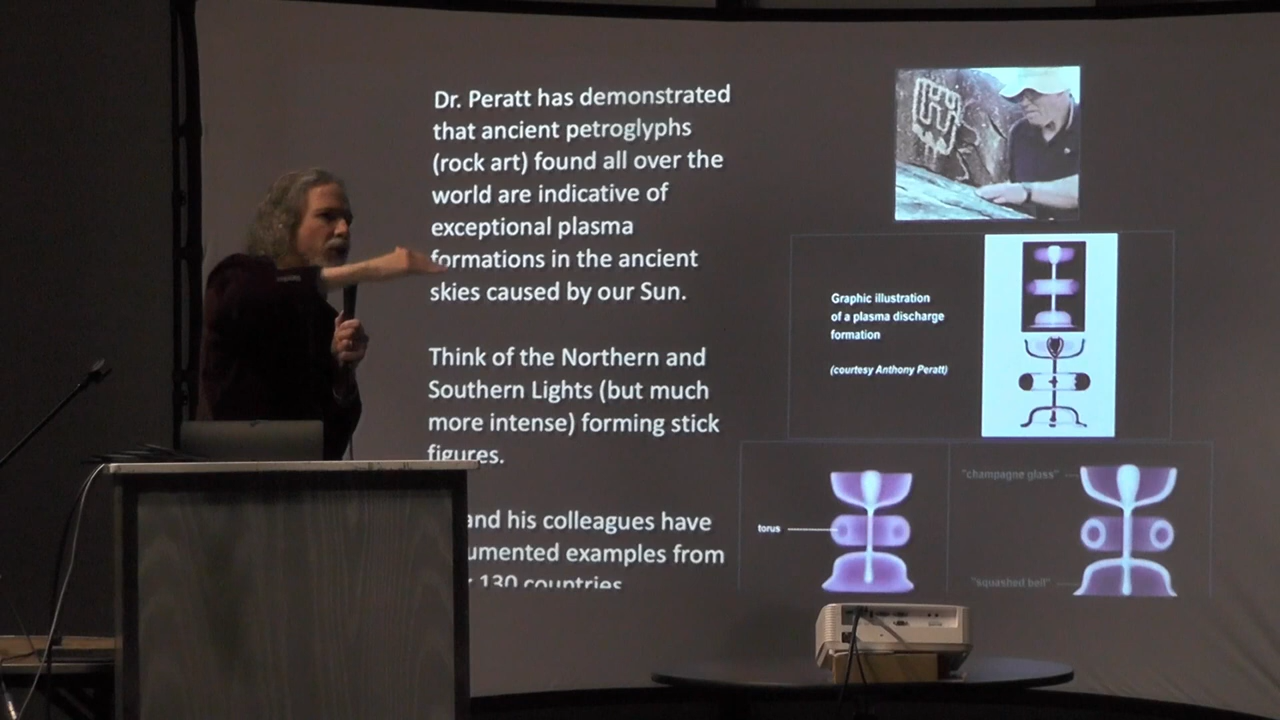 Dr. Peratt has demonstrated
that ancient petroglyphs
(rock art) found all over the
world are indicative of
exceptional plasma
formations in the ancient
skies caused by our Sun.
Think of the Northern and
Southern Lights (but much
more intense) forming stick
figures.
and his colleagues have
umented examples from
130 countries
Graphic illustration
of a plasma discharge
formation
(courtesy Anthony Peratt)
torus
"champagne glass"
"squashed bell"